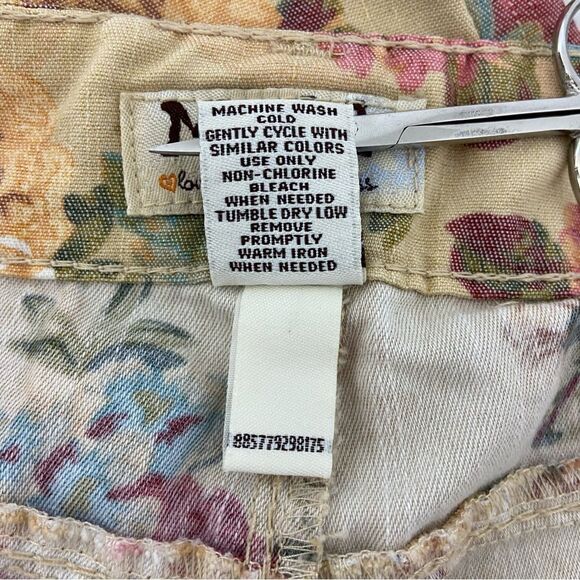 MACHINE WASH
COLD
GENTLY CYCLE WITH
SIMILAR COLORS
USE ONLY
NON-CHLORINE
BLEACH
WHEN NEEDED
TUMBLE DRY LOW
REMOVE
PROMPTLY
WARM IRON
WHEN NEEDED
885779298175